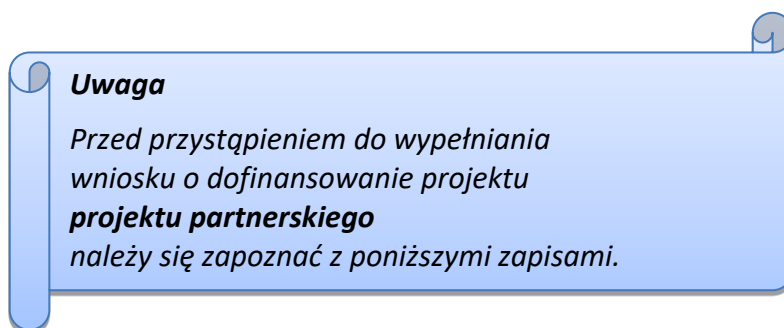 Uwaga
Przed przystąpieniem do wypełniania
wniosku o dofinansowanie projektu
projektu partnerskiego
należy się zapoznać z poniższymi zapisami.